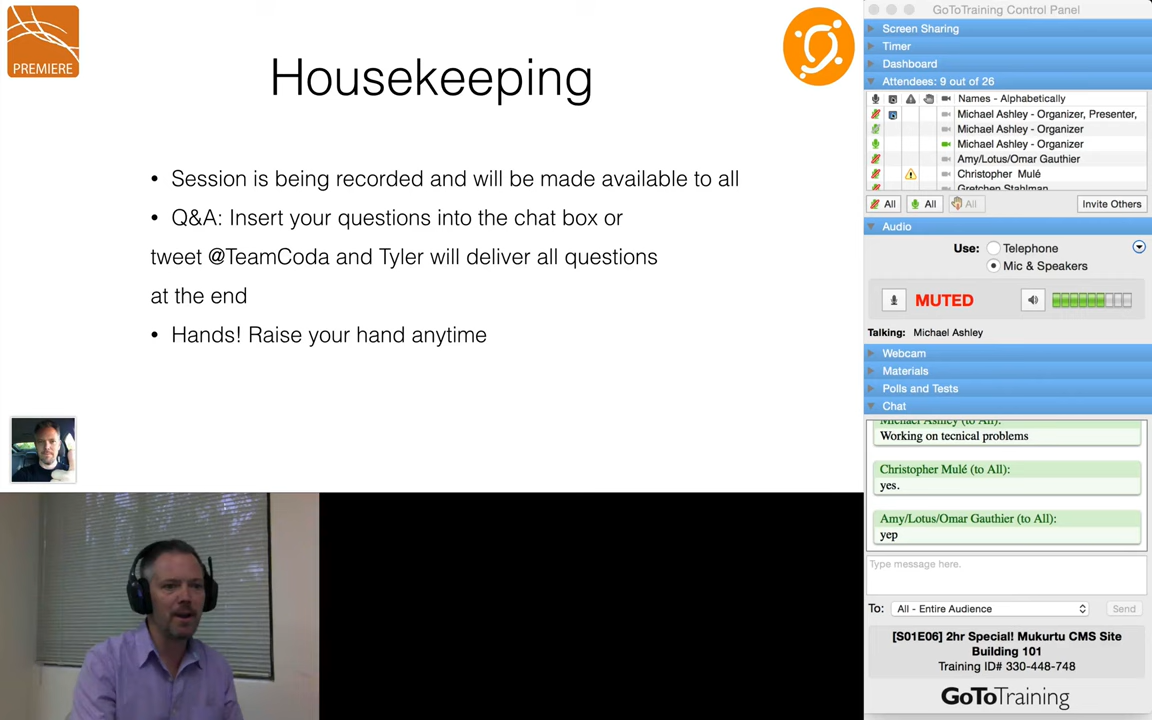 PREMIERE
Housekeeping
• Session is being recorded and will be made available to all
• Q&A: Insert your questions into the chat box or
tweet @TeamCoda and Tyler will deliver all questions
at the end
• Hands! Raise your hand anytime
GoToTraining Control Panel
Screen Sharing
Timer
Dashboard
Attendees: 9 out of 26
Names - Alphabetically
Michael Ashley - Organizer, Presenter,
Michael Ashley - Organizer
Michael Ashley - Organizer
Amy/Lotus/Omar Gauthier
Christopher Mulé
Gretchen Stahlman
All All All Invite Others
Audio
Use: Telephone
Mic & Speakers
MUTED
Talking: Michael Ashley
Webcam
Materials
Polls and Tests
Chat
Michael Ashley (to All):
Working on tecnical problems
Christopher Mulé (to All):
yes.
Amy/Lotus/Omar Gauthier (to All):
yep
Type message here.
To: All - Entire Audience Send
[S01E06] 2hr Special! Mukurtu CMS Site
Building 101
Training ID# 330-448-748
GoToTraining